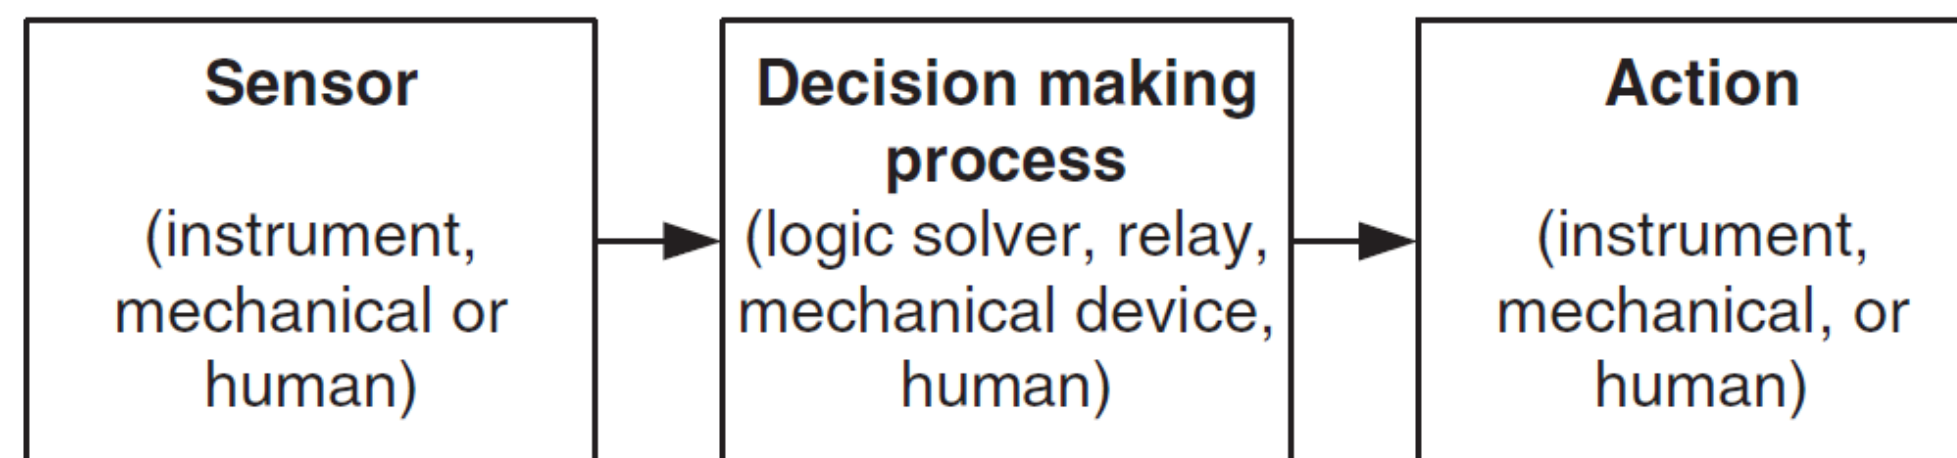 Sensor
(instrument,
mechanical or
human)
Decision making
process
(logic solver, relay,
mechanical device,
human)
Action
(instrument,
mechanical, or
human)